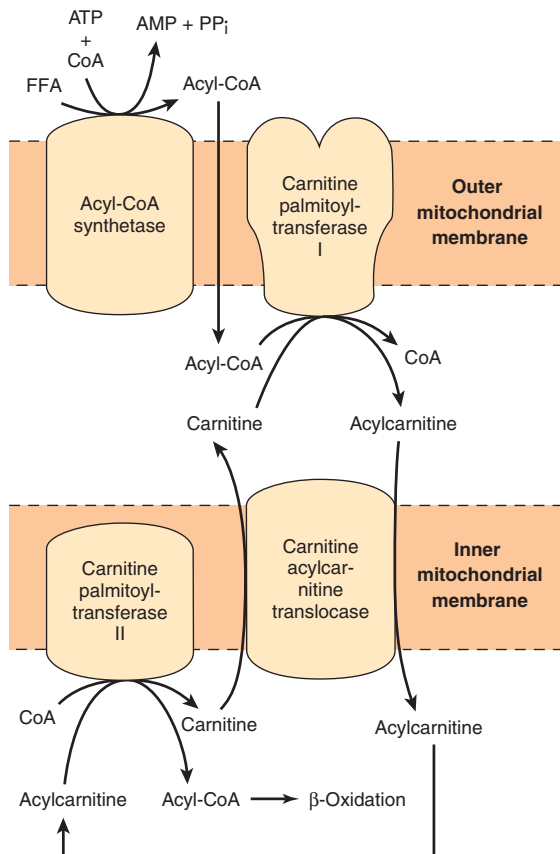 ATP
+
CoA
AMP + PPi
FFA
Acyl-CoA
Acyl-CoA
synthetase
Carnitine
palmitoyl-
transferase
I
Outer
mitochondrial
membrane
Acyl-CoA
CoA
Carnitine
Acylcarnitine
Carnitine
palmitoyl-
transferase
II
Carnitine
acylcar-
nitine
translocase
Inner
mitochondrial
membrane
CoA
Carnitine
Acylcarnitine
Acylcarnitine
Acyl-CoA
β-Oxidation